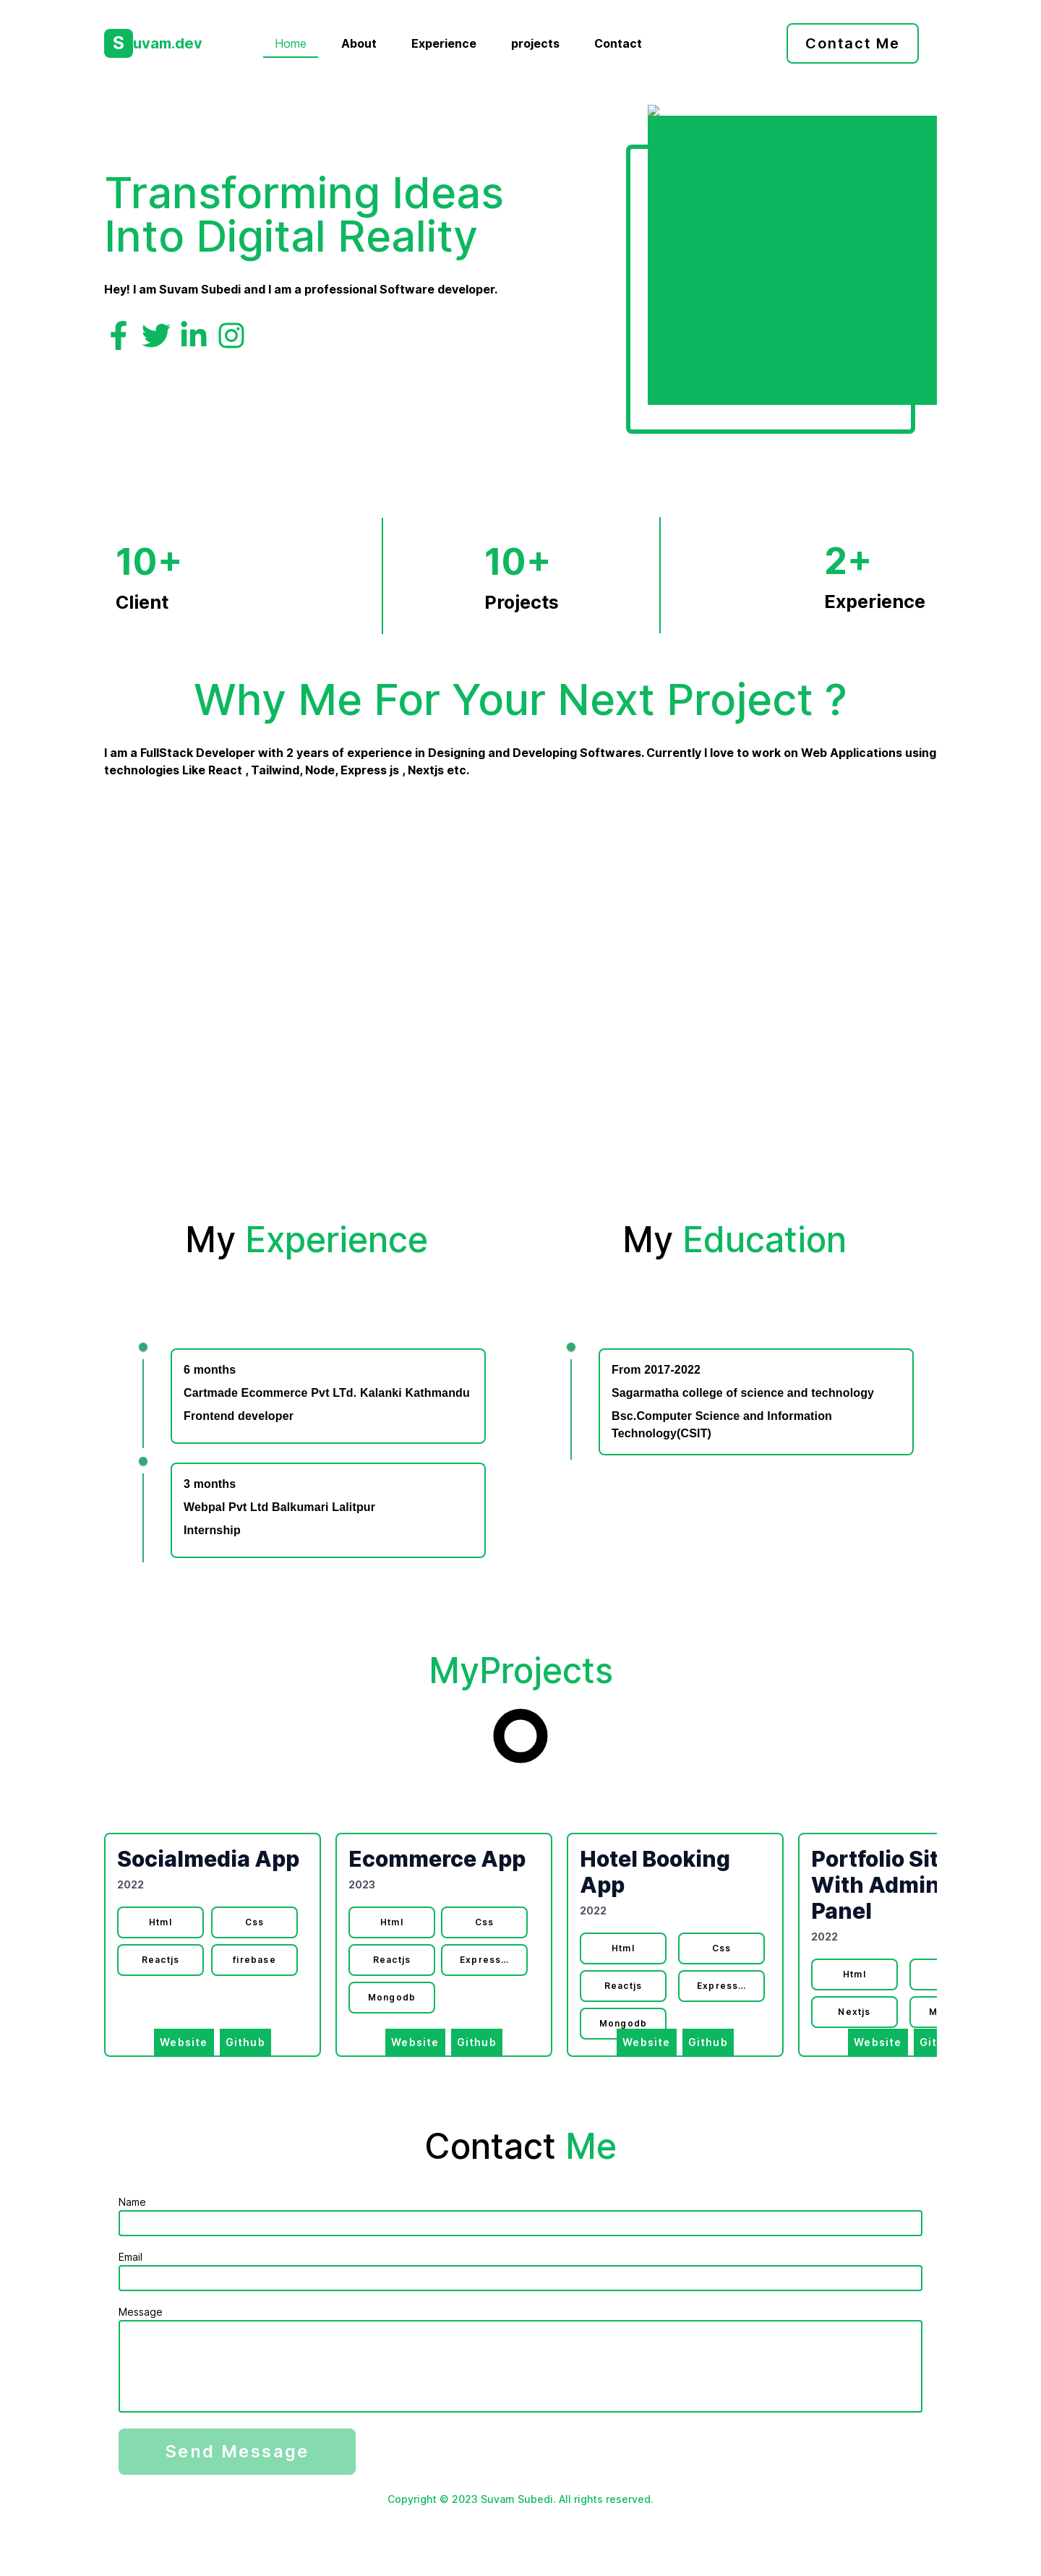 Suvam.dev
Home
About
Experience
projects
Contact
Contact Me
Transforming Ideas
Into Digital Reality
Hey! I am Suvam Subedi and I am a professional Software developer.
10+
Client
10+
Projects
2+
Experience
Why Me For Your Next Project ?
I am a FullStack Developer with 2 years of experience in Designing and Developing Softwares. Currently I love to work on Web Applications using
technologies Like React , Tailwind, Node, Express js , Nextjs etc.
My Experience
6 months
Cartmade Ecommerce Pvt LTd. Kalanki Kathmandu
Frontend developer
3 months
Webpal Pvt Ltd Balkumari Lalitpur
Internship
My Education
From 2017-2022
Sagarmatha college of science and technology
Bsc.Computer Science and Information
Technology(CSIT)
MyProjects
Socialmedia App
2022
Html
Css
Reactjs
firebase
Website
Github
Ecommerce App
2023
Html
Css
Reactjs
Express...
Mongodb
Website
Github
Hotel Booking
App
2022
Html
Css
Reactjs
Express...
Mongodb
Website
Github
Portfolio Sit
With Admin
Panel
2022
Html
Nextjs
M
Website
Git
Contact Me
Name
Email
Message
Send Message
Copyright © 2023 Suvam Subedi. All rights reserved.